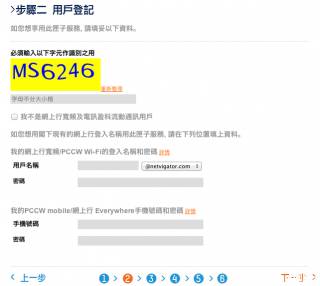 步驟二 用戶登記
如您想享用此匣子服務, 請填妥以下資料。
必須輸入以下字元作識別之用
MS6246
重新整理
字母不分大小楷
我不是網上行寬頻及電訊盈科流動通訊用戶
如您想用閣下現有的網上行登入名稱用此匣子服務, 請在下列位置填上資料。
我的網上行寬頻/PCCW Wi-Fi的登入名稱和密碼 詳情
用戶名稱 @netvigator.com
密碼
我的PCCW mobile/網上行 Everywhere手機號碼和密碼 詳情
手機號碼
密碼
上一步 1 2 3 4 5 6 下一步